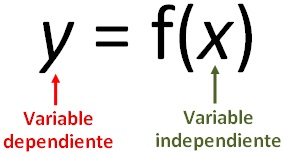 y = f(x)
Variable
dependiente
Variable
independiente